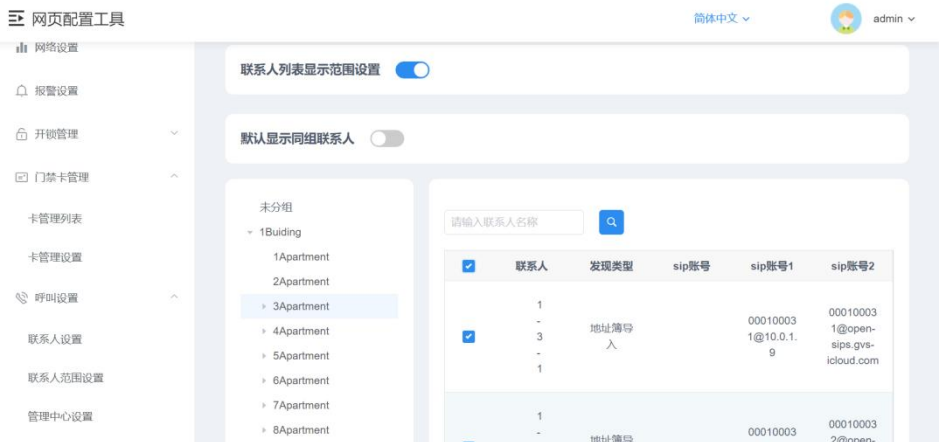 网页配置工具
简体中文
admin
网络设置
报警设置
开锁管理
门禁卡管理
卡管理列表
卡管理设置
呼叫设置
联系人设置
联系人范围设置
管理中心设置
联系人列表显示范围设置
默认显示同组联系人
未分组
1Buiding
1Apartment
2Apartment
3Apartment
4Apartment
5Apartment
6Apartment
7Apartment
8Apartment
请输入联系人名称
联系人 发现类型 sip账号 sip账号1 sip账号2
1
-
3
-
1
地址簿导
入
00010003
1@10.0.1.
9
00010003
1@open-
sips.gvs-
icloud.com
1
-
地址簿导
00010003
00010003
2@open-